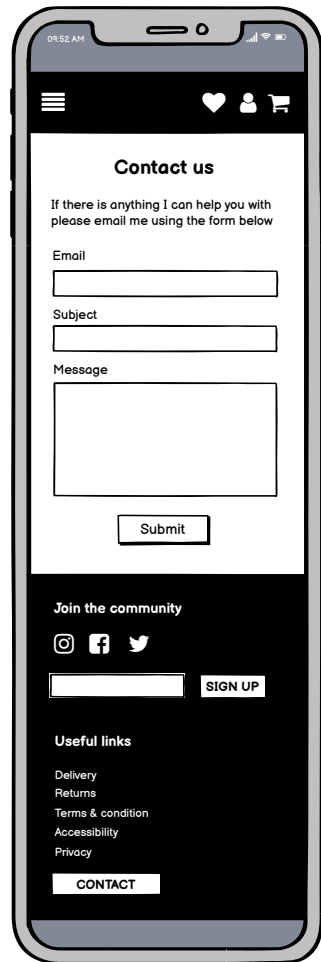 09:52 AM
Contact us
If there is anything I can help you with
please email me using the form below
Email
Subject
Message
Submit
Join the community
SIGN UP
Useful links
Delivery
Returns
Terms & condition
Accessibility
Privacy
CONTACT